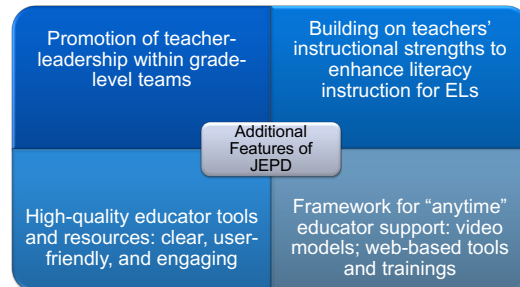 Promotion of teacher-
leadership within grade-
level teams
Building on teachers’
instructional strengths to
enhance literacy
instruction for ELs
Additional
Features of
JEPD
High-quality educator tools
and resources: clear, user-
friendly, and engaging
Framework for “anytime”
educator support: video
models; web-based tools
and trainings